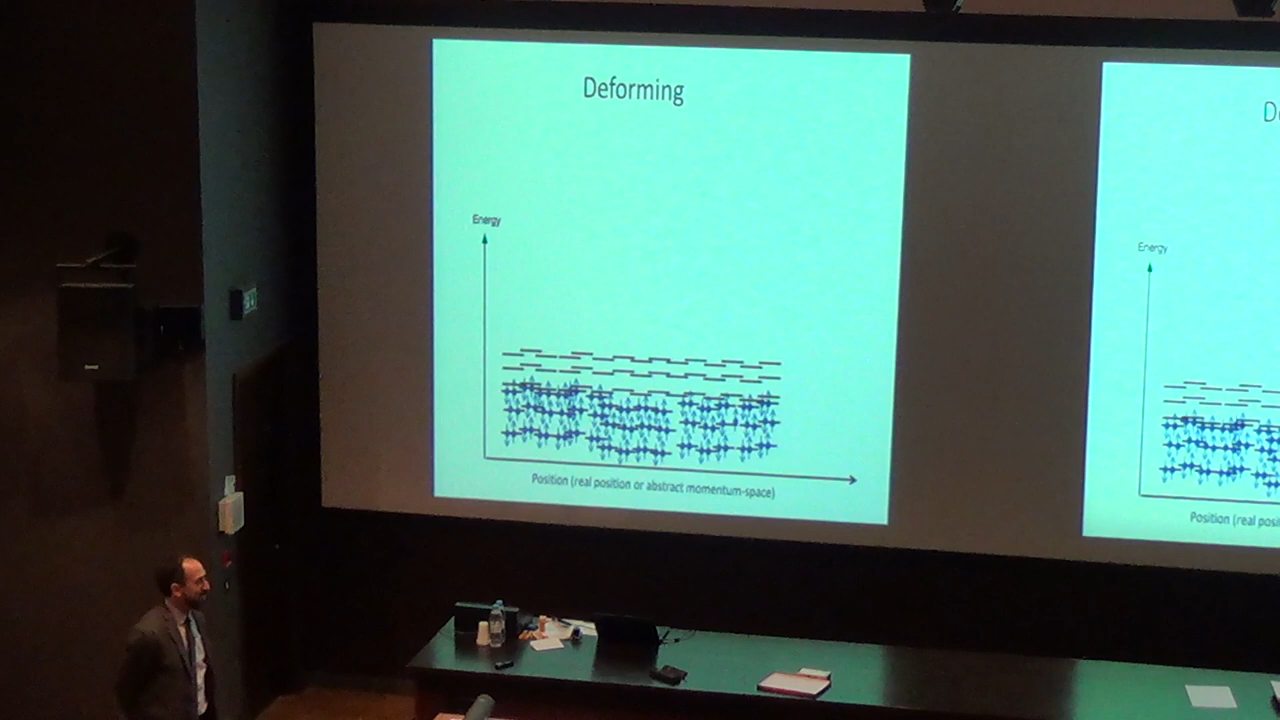 Deforming
Energy
Position (real position or abstract momentum-space)
D
Energy
Position (real posi